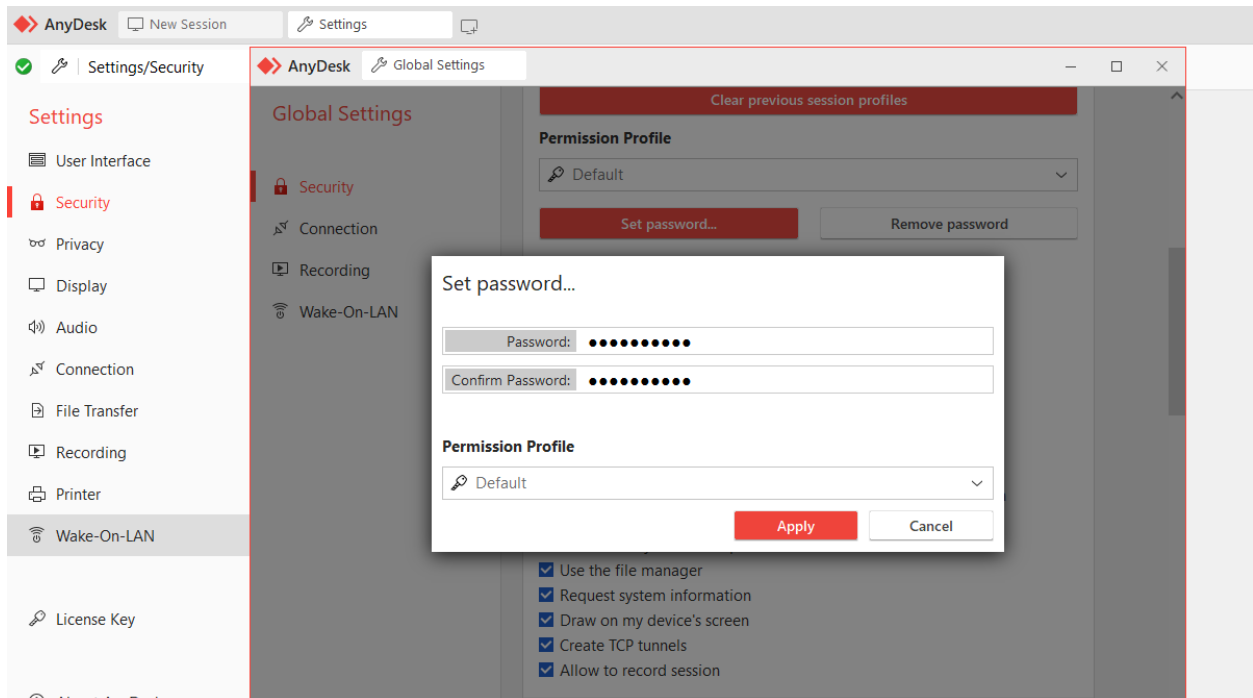 AnyDesk
New Session
Settings
Settings/Security
Settings
User Interface
Security
Privacy
Display
Audio
Connection
File Transfer
Recording
Printer
Wake-On-LAN
License Key
AnyDesk
Global Settings
Global Settings
Security
Connection
Recording
Wake-On-LAN
Clear previous session profiles
Permission Profile
Default
Set password...
Remove password
Set password...
Password: ●●●●●●●●●●
Confirm Password: ●●●●●●●●●●
Permission Profile
Default
Apply
Cancel
Use the file manager
Request system information
Draw on my device's screen
Create TCP tunnels
Allow to record session